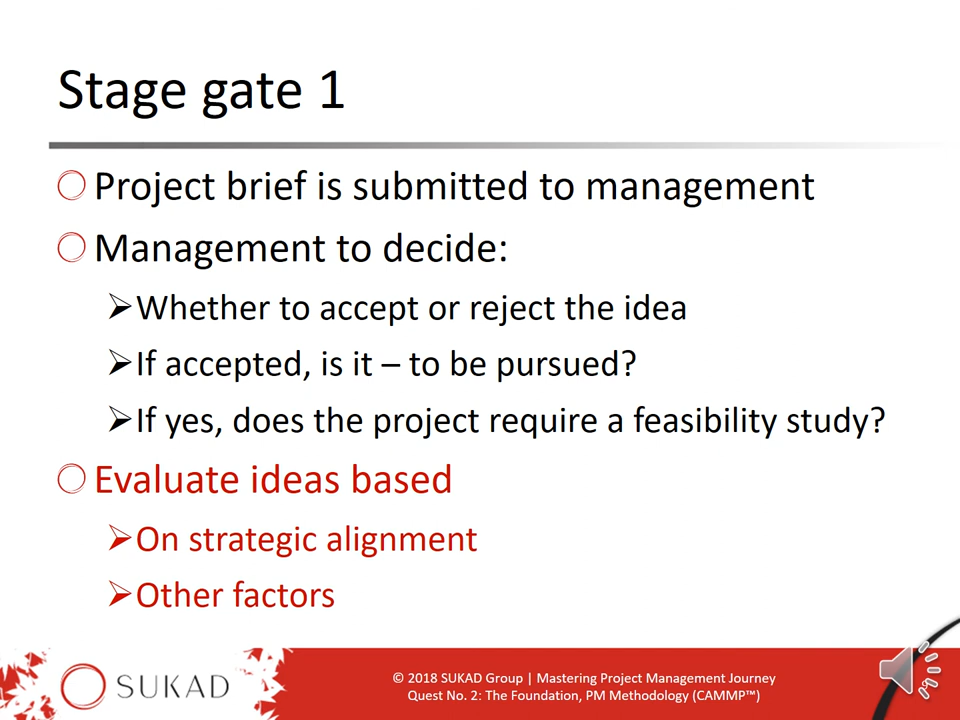 Stage gate 1
Project brief is submitted to management
Management to decide:
Whether to accept or reject the idea
If accepted, is it – to be pursued?
If yes, does the project require a feasibility study?
Evaluate ideas based
On strategic alignment
Other factors
SUKAD
© 2018 SUKAD Group | Mastering Project Management Journey
Quest No. 2: The Foundation, PM Methodology (CAMMP™)